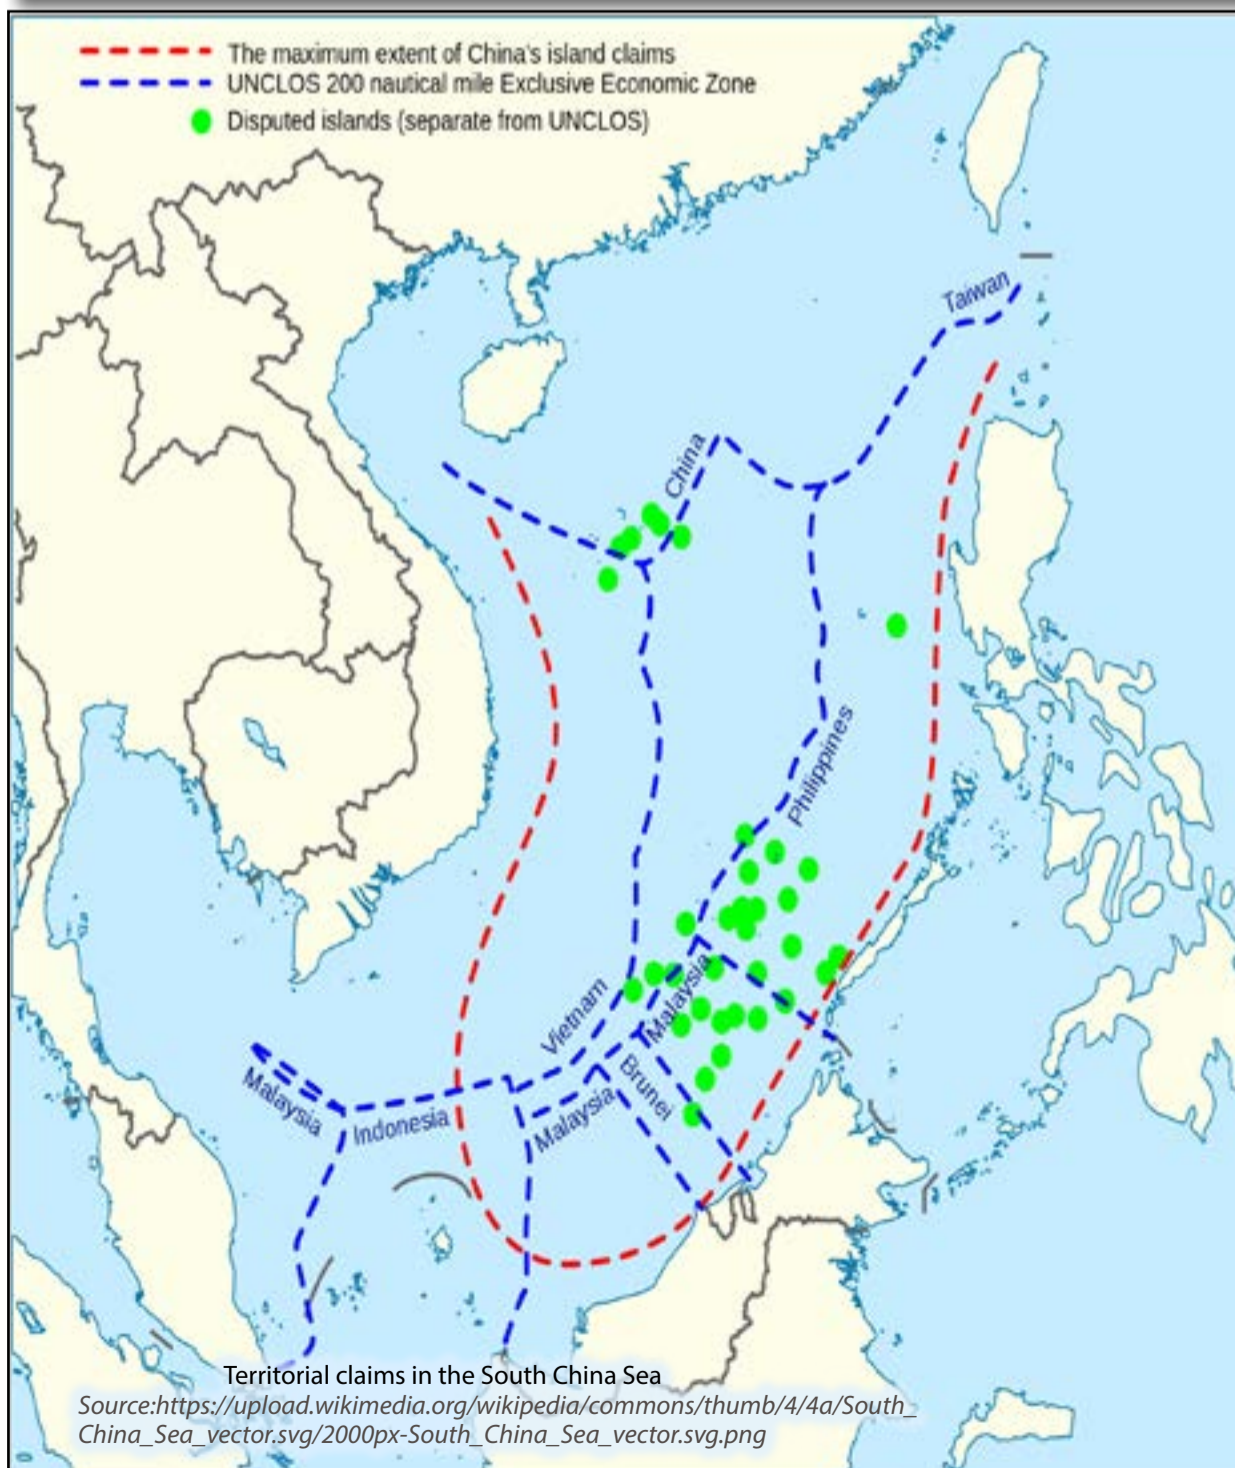 The maximum extent of China's island claims
UNCLOS 200 nautical mile Exclusive Economic Zone
Disputed islands (separate from UNCLOS)
Taiwan
China
Philippines
Malaysia
Vietnam
Brunei
Malaysia
Malaysia
Indonesia
Territorial claims in the South China Sea
Source:https://upload.wikimedia.org/wikipedia/commons/thumb/4/4a/South_
China_Sea_vector.svg/2000px-South_China_Sea_vector.svg.png